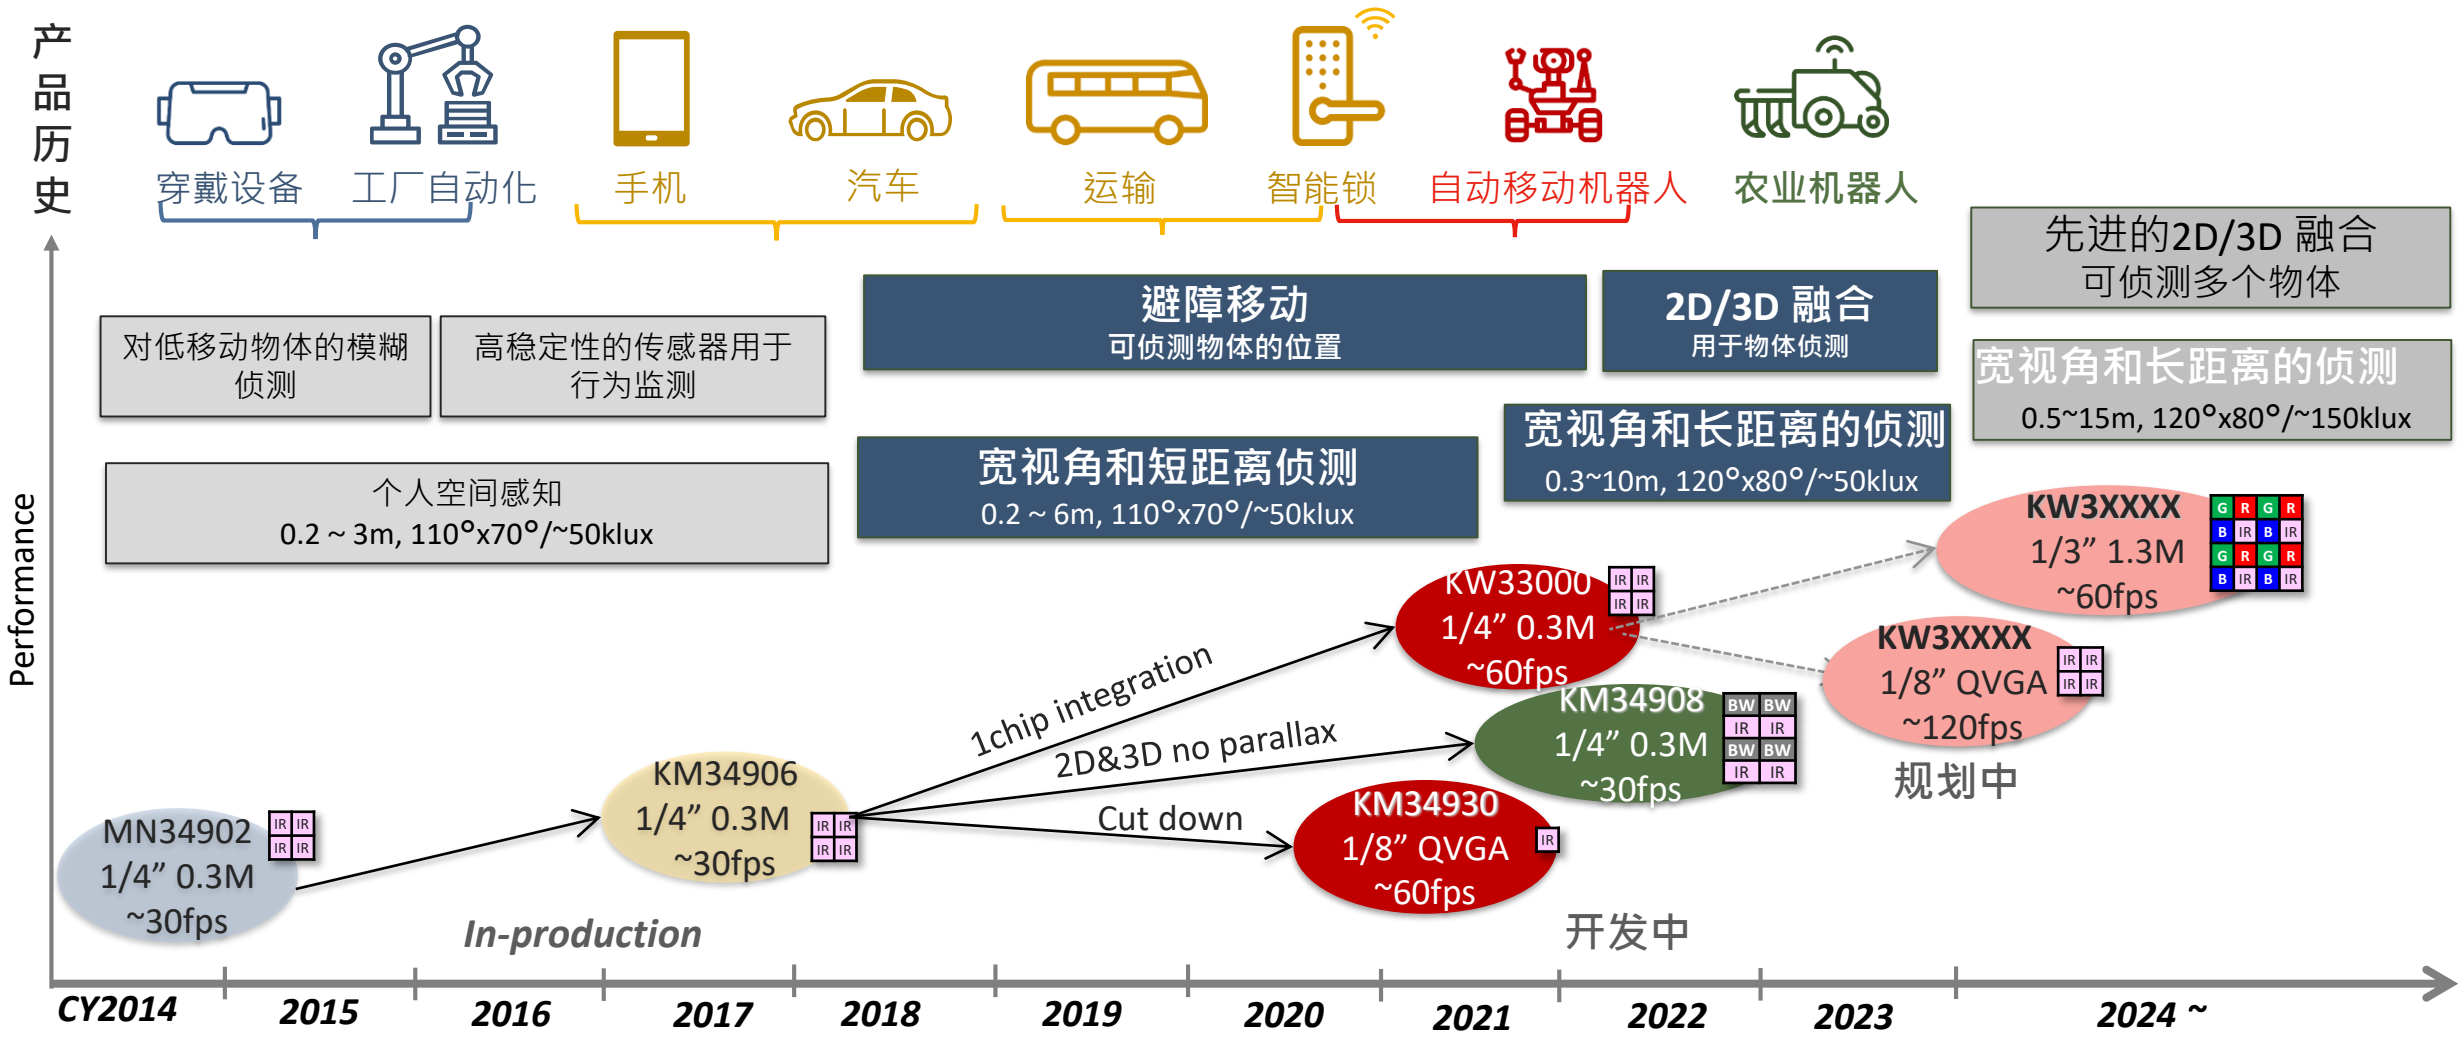 产
品
历
史
穿戴设备
工厂自动化
手机
汽车
运输
智能锁
自动移动机器人
农业机器人
先进的2D/3D 融合
可侦测多个物体
避障移动
可侦测物体的位置
2D/3D 融合
用于物体侦测
对低移动物体的模糊
侦测
高稳定性的传感器用于
行为监测
宽视角和长距离的侦测
0.5~15m, 120°x80°/~150klux
宽视角和长距离的侦测
0.3~10m, 120°x80°/~50klux
宽视角和短距离侦测
0.2 ~ 6m, 110°x70°/~50klux
个人空间感知
0.2 ~ 3m, 110°x70°/~50klux
Performance
KW3XXXX
1/3” 1.3M
~60fps
G R G R
B IR B IR
G R G R
B IR B IR
KW33000
1/4” 0.3M
~60fps
IR IR
IR IR
KW3XXXX
1/8” QVGA
~120fps
IR IR
IR IR
规划中
1chip integration
2D&3D no parallax
Cut down
KM34908
1/4” 0.3M
~30fps
BW BW
IR IR
BW BW
IR IR
KM34906
1/4” 0.3M
~30fps
IR IR
IR IR
KM34930
1/8” QVGA
~60fps
IR
MN34902
1/4” 0.3M
~30fps
IR IR
IR IR
In-production
开发中
CY2014 2015 2016 2017 2018 2019 2020 2021 2022 2023 2024 ~